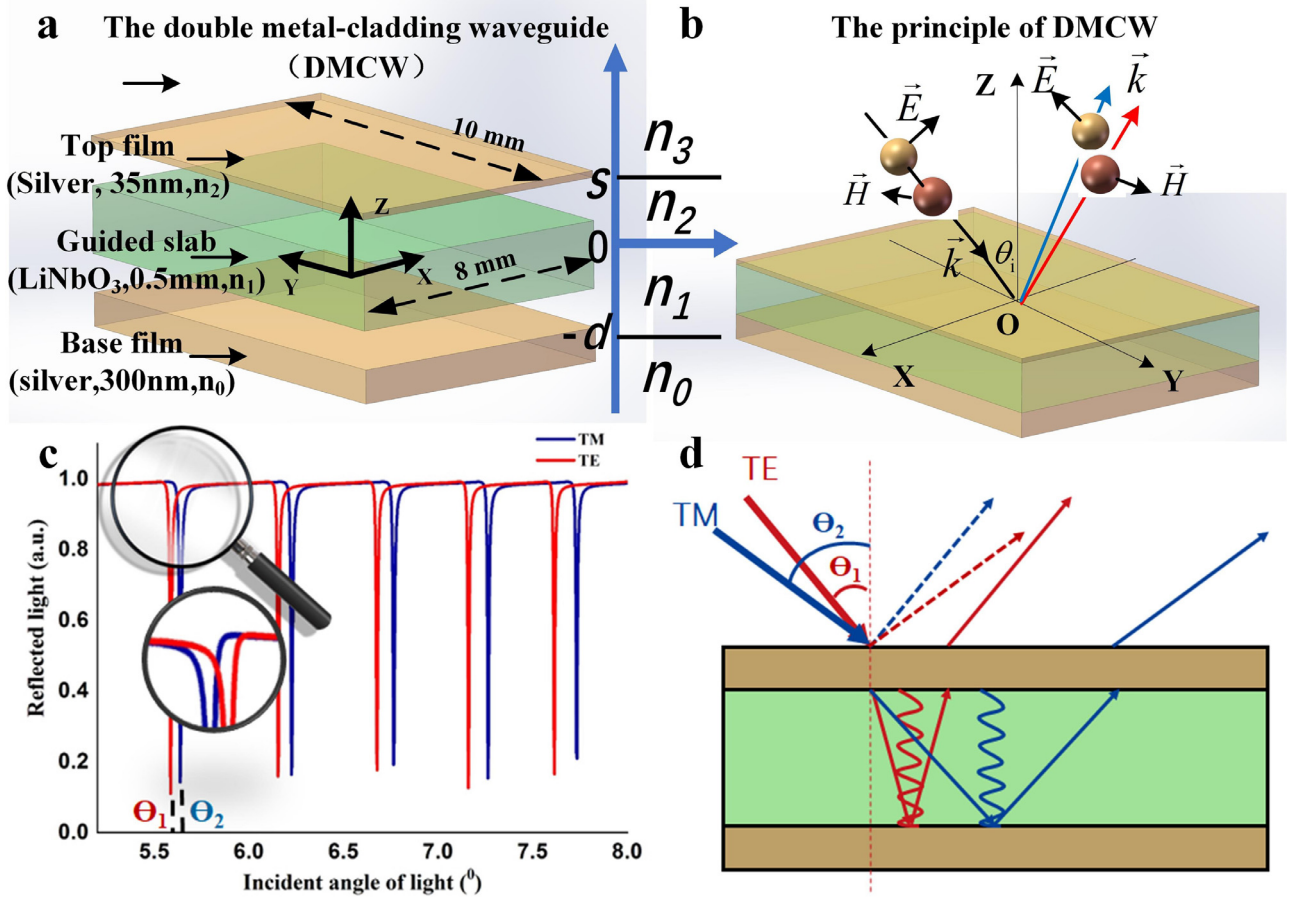 a
The double metal-cladding waveguide
（DMCW）
10 mm
Top film
(Silver, 35nm,n₂)
Guided slab
(LiNbO₃,0.5mm,n₁)
Base film
(silver,300nm,n₀)
Z
Y
X
8 mm
n₃
s
n₂
0
n₁
-d
n₀
b
The principle of DMCW
Z
E⃗
k⃗
E⃗
H⃗
H⃗
k⃗
θᵢ
O
X
Y
c
TM
TE
Reflected light (a.u.)
1.0
0.8
0.6
0.4
0.2
0.0
Θ₁
Θ₂
5.5
6.0
6.5
7.0
7.5
8.0
Incident angle of light (⁰)
d
TE
TM
Θ₂
Θ₁